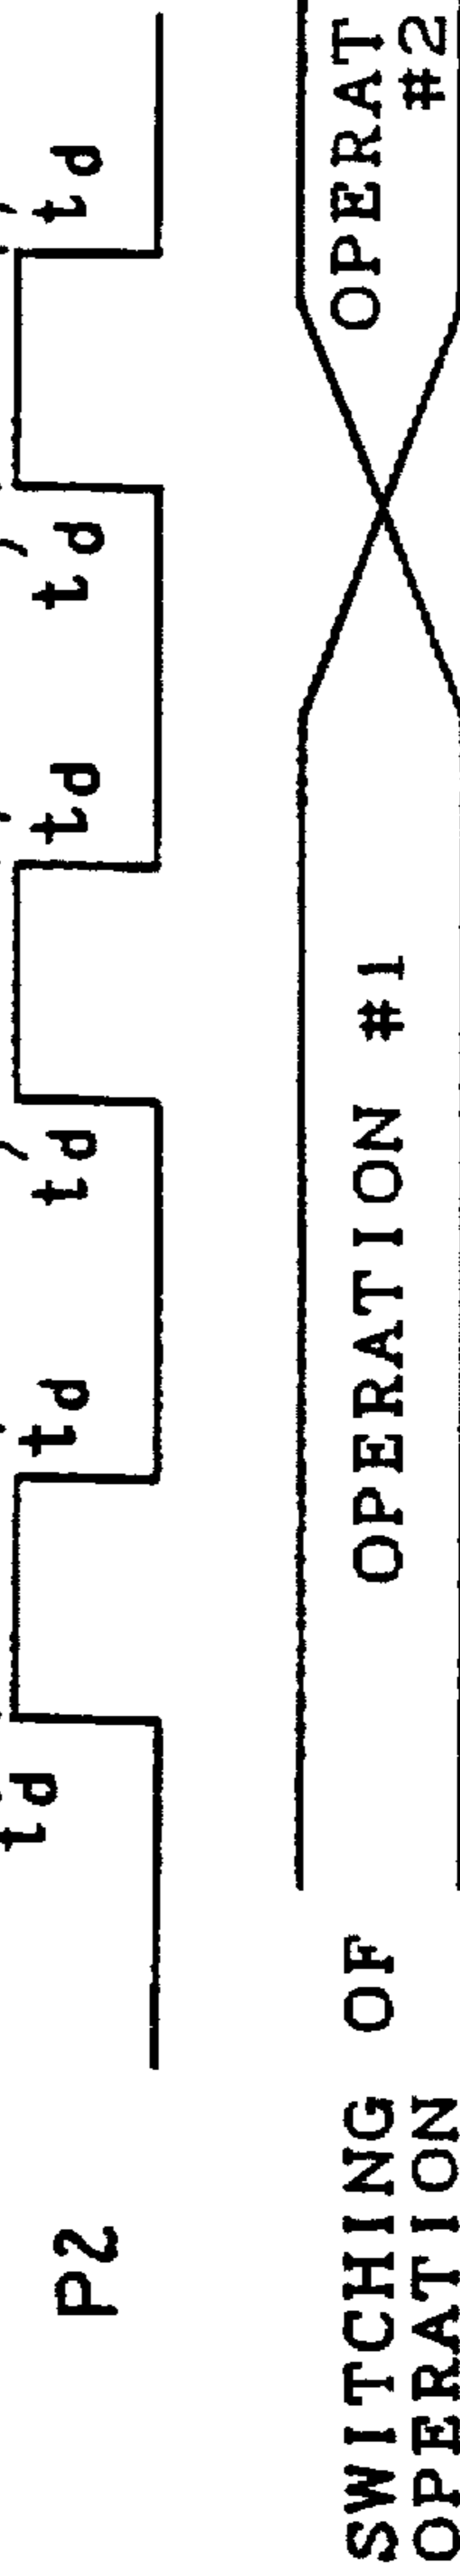 td td td td td td
P2
OPERATION #1
OPERAT
#2
SWITCHING OF
OPERATION